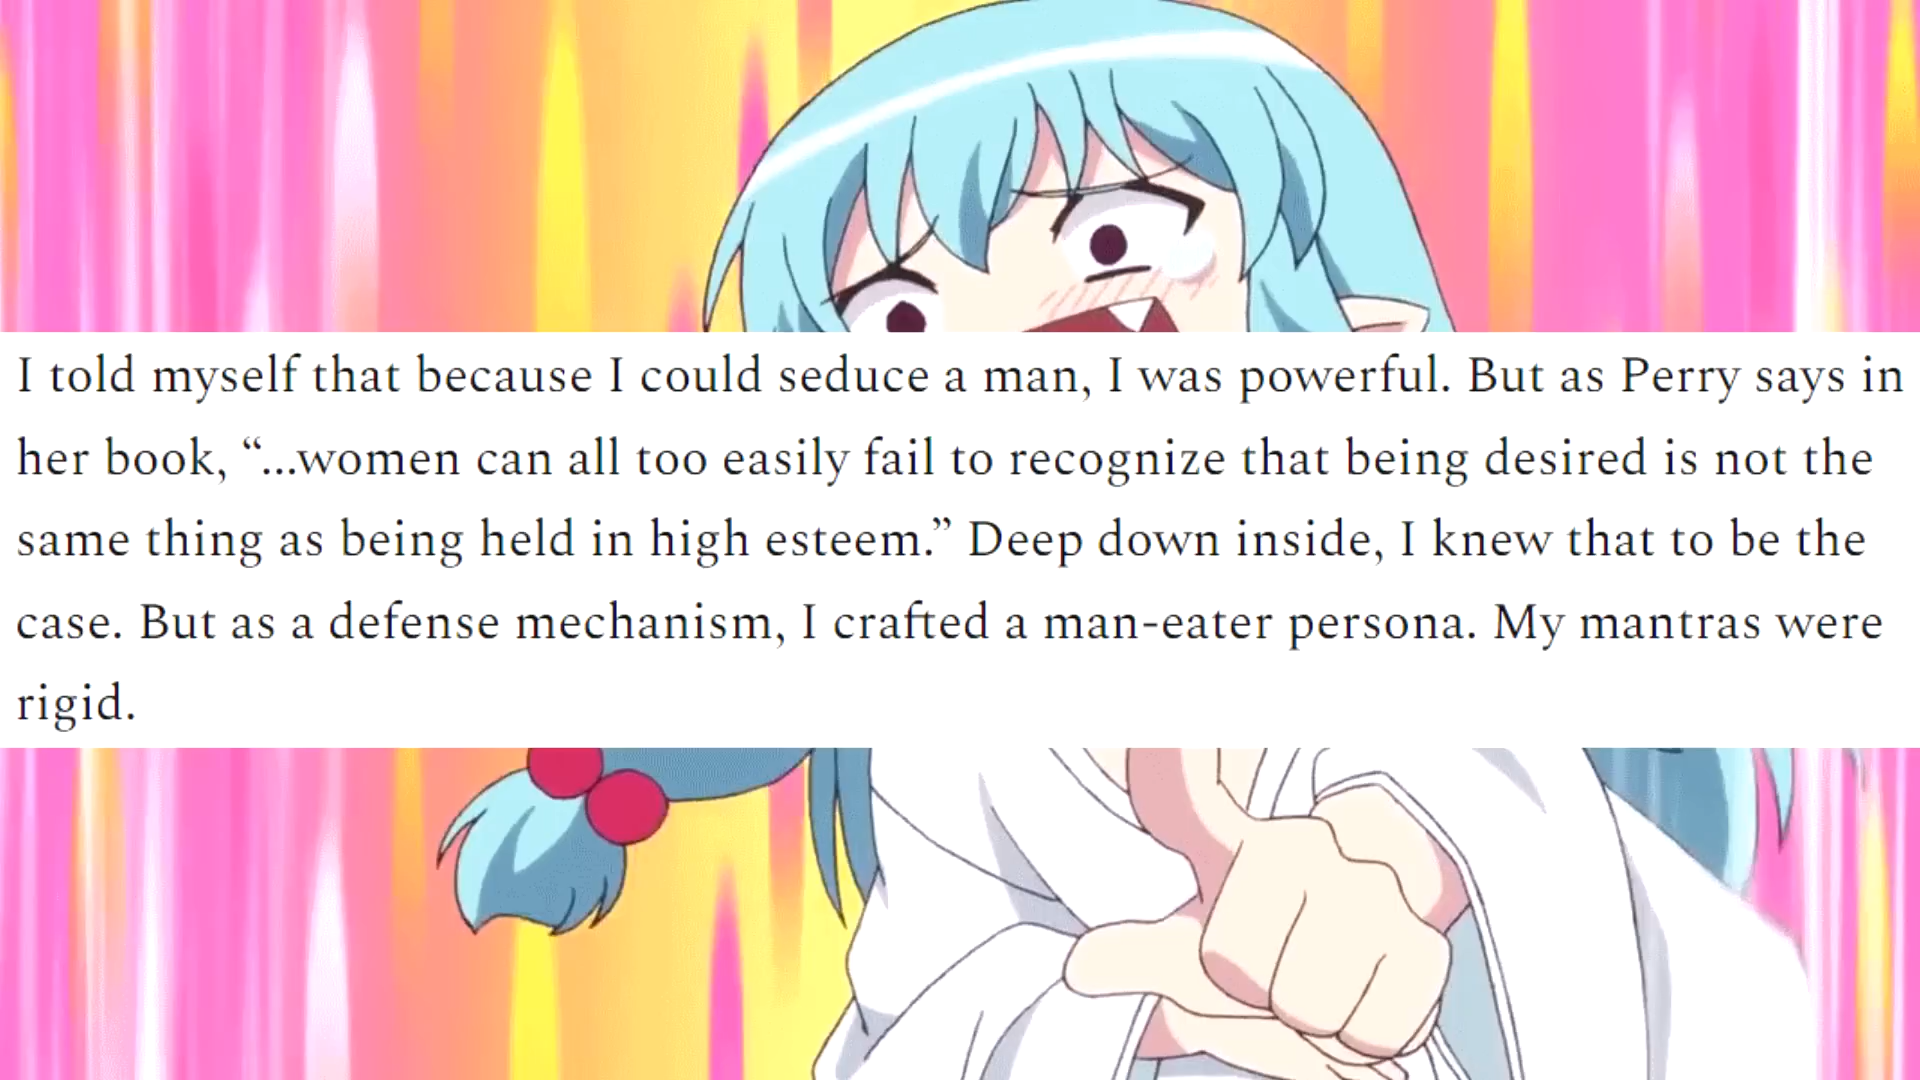 I told myself that because I could seduce a man, I was powerful. But as Perry says in
her book, “...women can all too easily fail to recognize that being desired is not the
same thing as being held in high esteem.” Deep down inside, I knew that to be the
case. But as a defense mechanism, I crafted a man-eater persona. My mantras were
rigid.